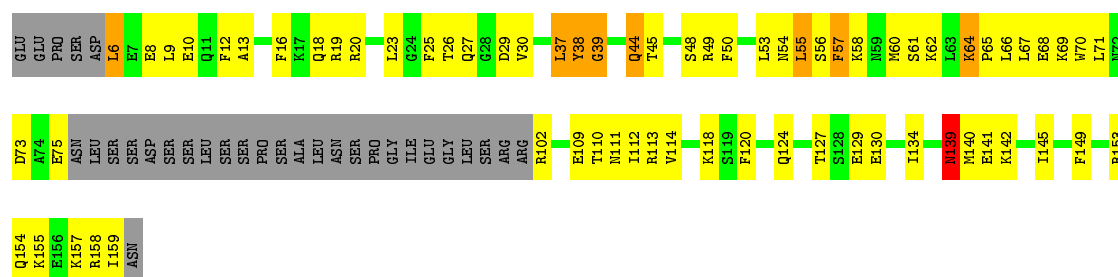 GLU GLU PRO SER ASP L6 E7 E8 L9 E10 Q11 F12 A13 F16 K17 Q18 R19 R20 L23 G24 F25 T26 Q27 G28 D29 V30 L37 Y38 G39 Q44 T45 S48 R49 F50 L53 N54 L55 S56 F57 K58 N59 M60 S61 K62 L63 K64 P65 L66 L67 E68 K69 W70 L71
D73 A74 E75 ASN LEU SER SER ASP SER SER LEU SER SER PRO SER ALA LEU ASN SER PRO GLY ILE GLU GLY LEU SER ARG ARG R102 E109 T110 N111 I112 R113 V114 K118 S119 F120 Q124 T127 S128 E129 E130 I134 N139 M140 E141 K142 I145 F149
Q154 K155 E156 K157 R158 I159 ASN